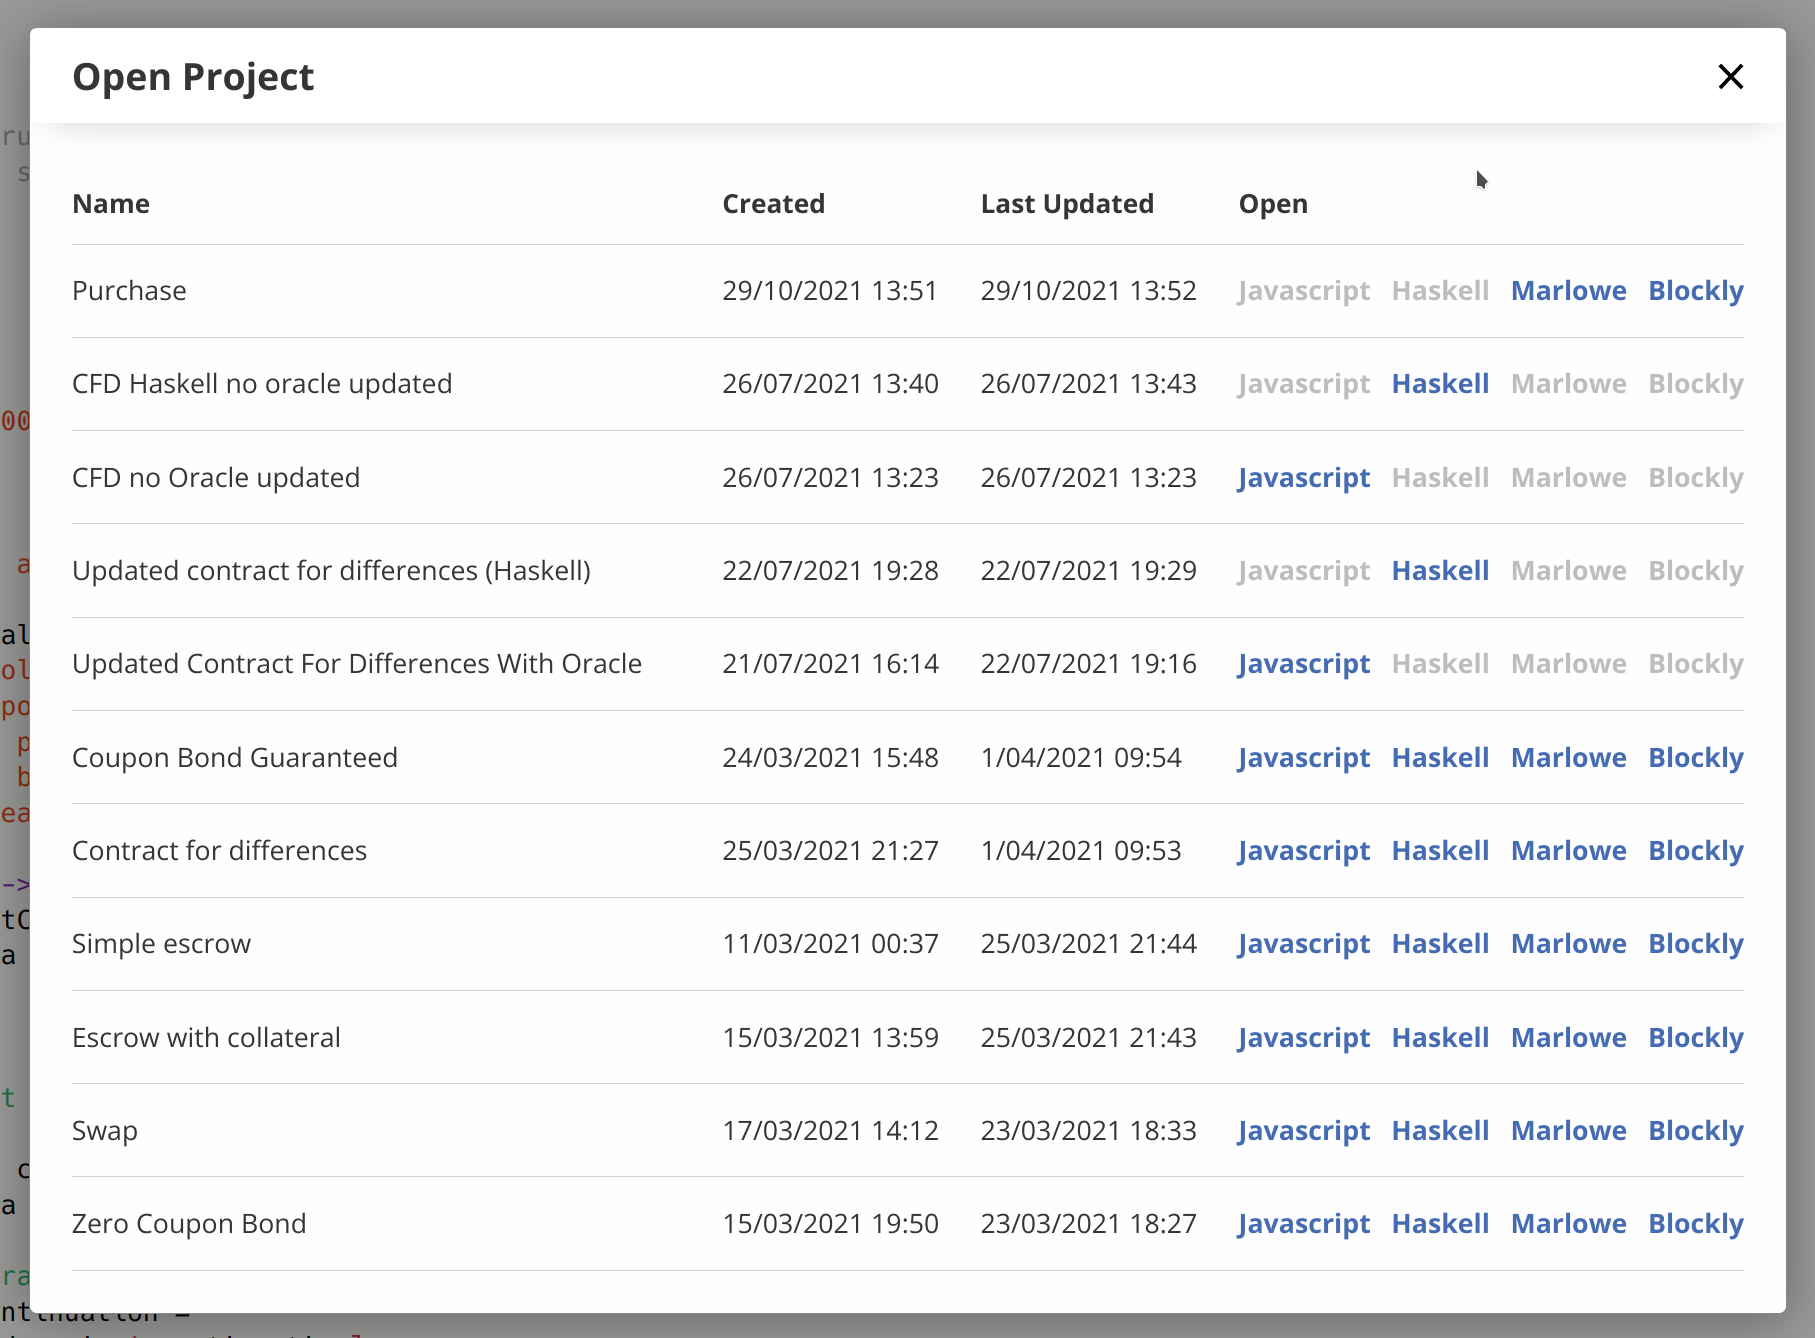 Open Project
Name Created Last Updated Open
Purchase 29/10/2021 13:51 29/10/2021 13:52 Javascript Haskell Marlowe Blockly
CFD Haskell no oracle updated 26/07/2021 13:40 26/07/2021 13:43 Javascript Haskell Marlowe Blockly
CFD no Oracle updated 26/07/2021 13:23 26/07/2021 13:23 Javascript Haskell Marlowe Blockly
Updated contract for differences (Haskell) 22/07/2021 19:28 22/07/2021 19:29 Javascript Haskell Marlowe Blockly
Updated Contract For Differences With Oracle 21/07/2021 16:14 22/07/2021 19:16 Javascript Haskell Marlowe Blockly
Coupon Bond Guaranteed 24/03/2021 15:48 1/04/2021 09:54 Javascript Haskell Marlowe Blockly
Contract for differences 25/03/2021 21:27 1/04/2021 09:53 Javascript Haskell Marlowe Blockly
Simple escrow 11/03/2021 00:37 25/03/2021 21:44 Javascript Haskell Marlowe Blockly
Escrow with collateral 15/03/2021 13:59 25/03/2021 21:43 Javascript Haskell Marlowe Blockly
Swap 17/03/2021 14:12 23/03/2021 18:33 Javascript Haskell Marlowe Blockly
Zero Coupon Bond 15/03/2021 19:50 23/03/2021 18:27 Javascript Haskell Marlowe Blockly